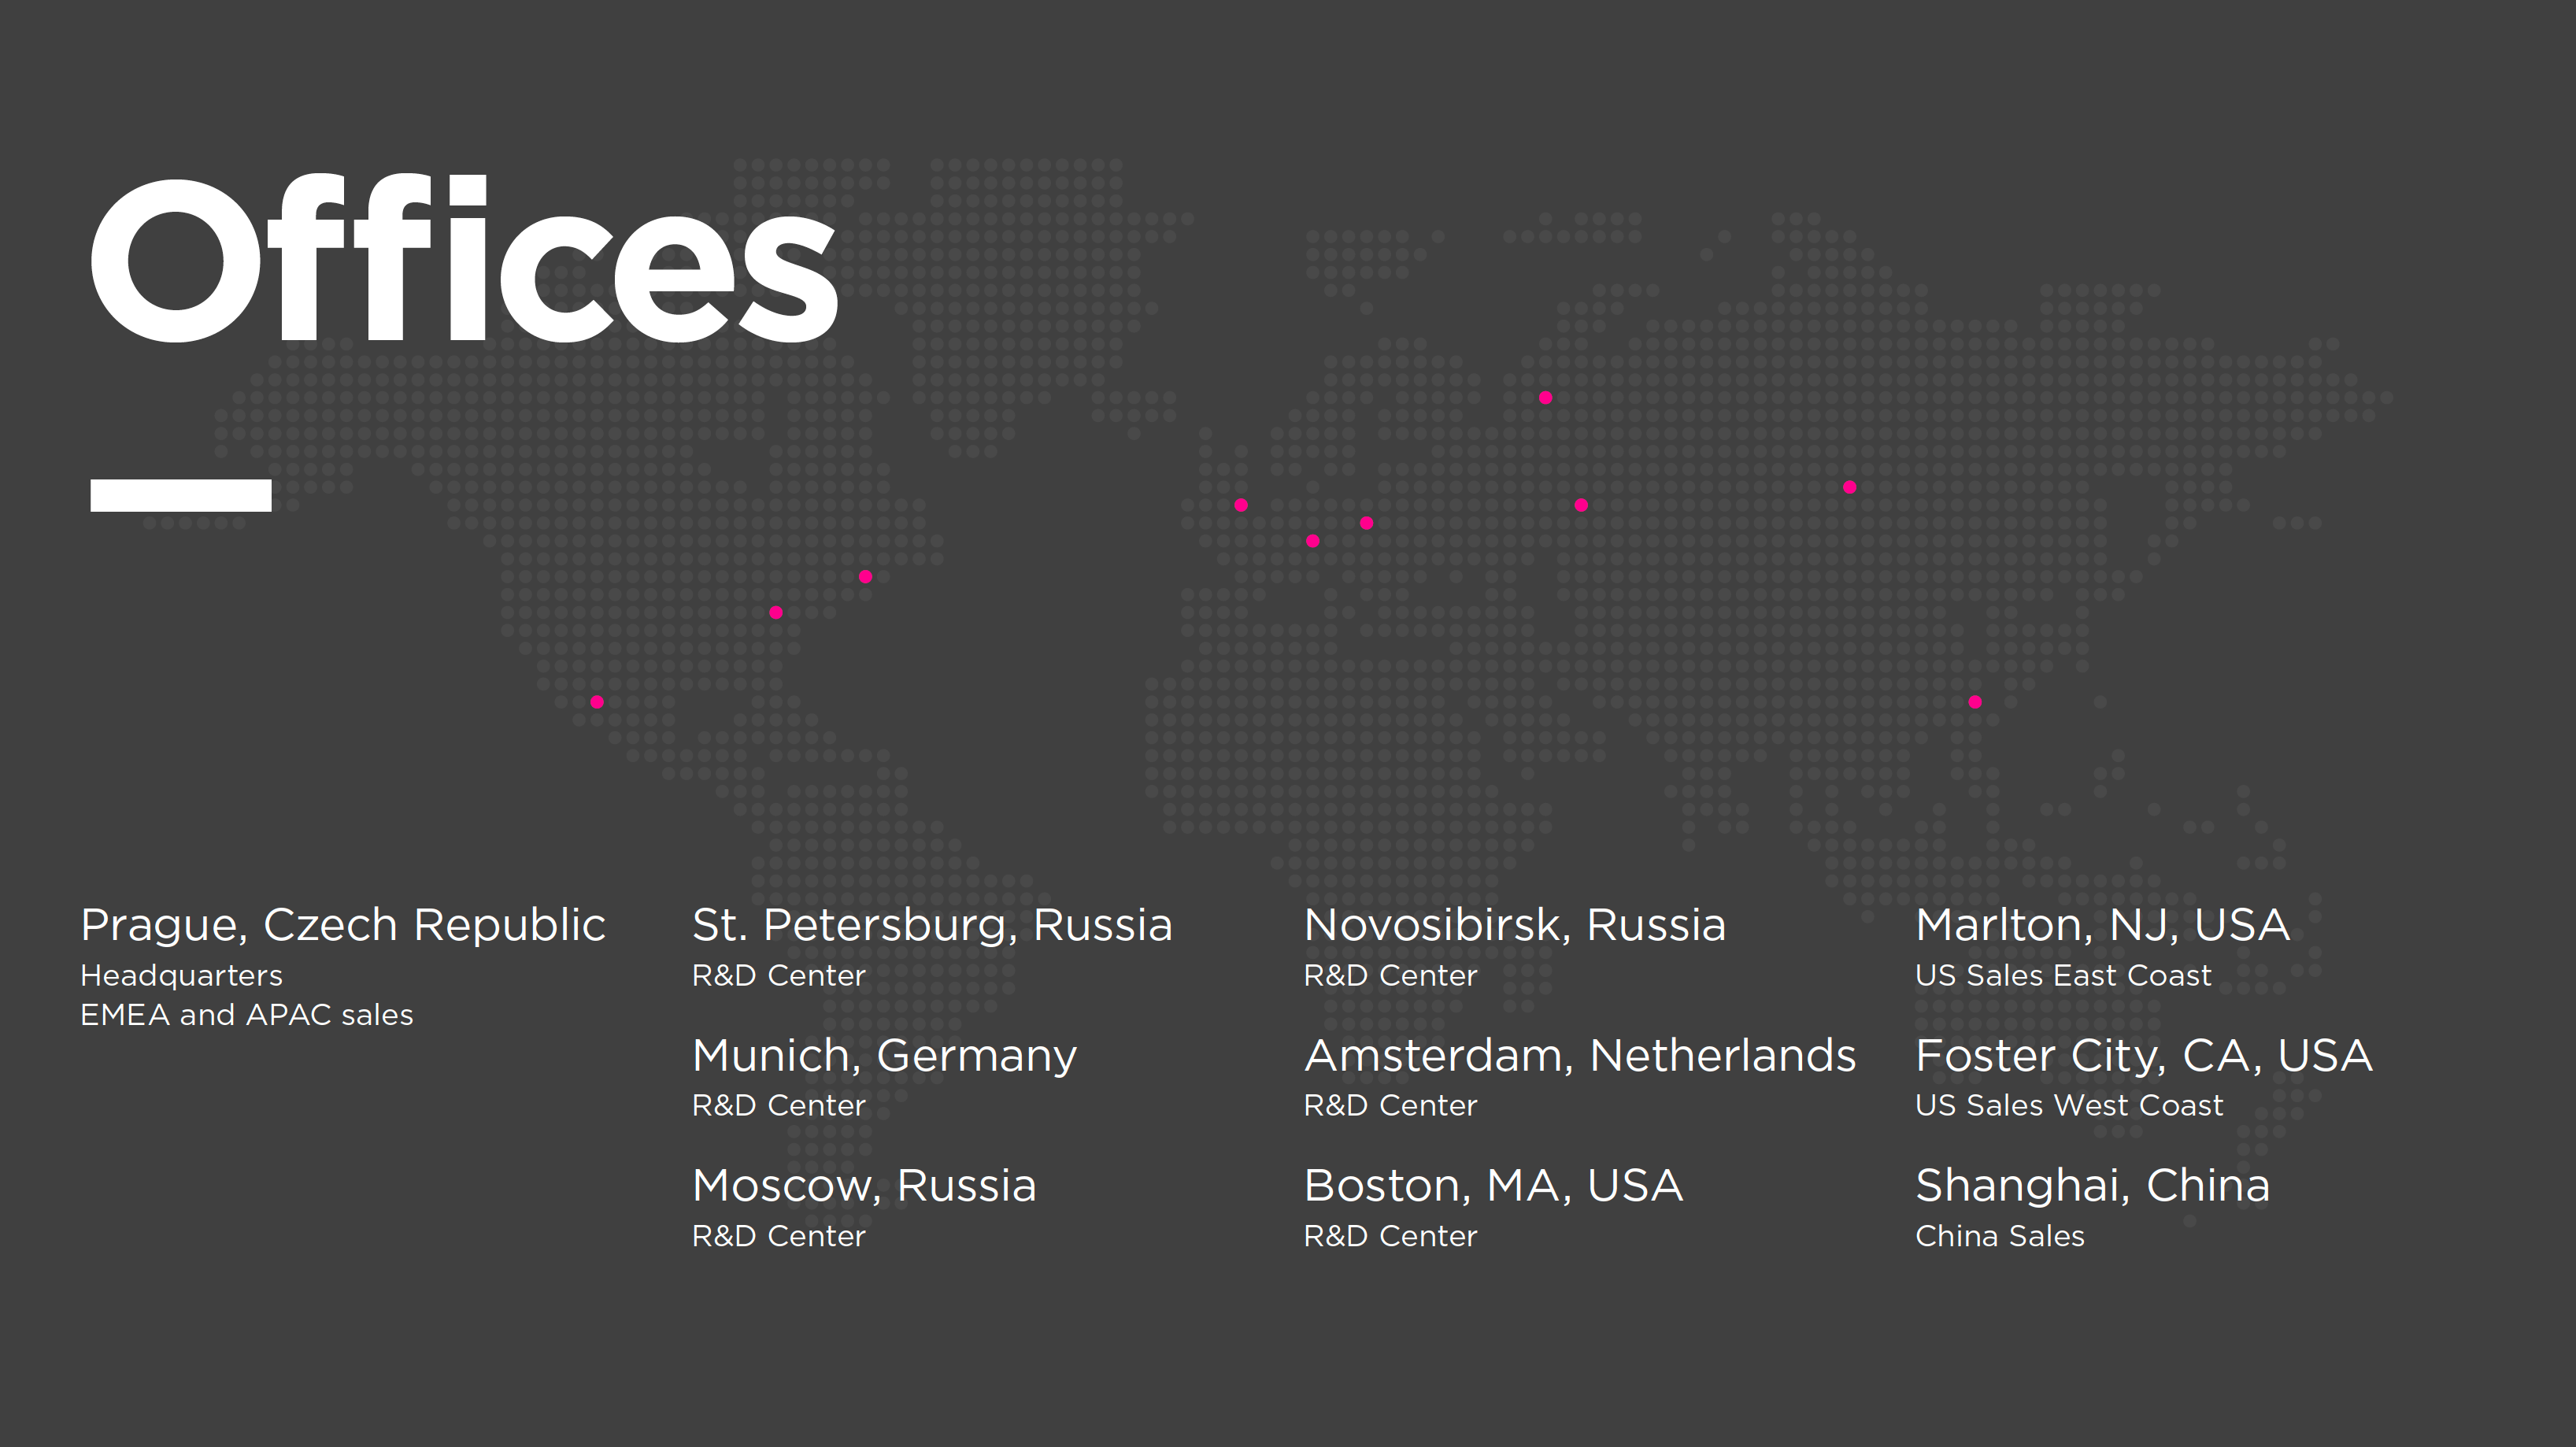 Offices
Prague, Czech Republic
Headquarters
EMEA and APAC sales
St. Petersburg, Russia
R&D Center
Munich, Germany
R&D Center
Moscow, Russia
R&D Center
Novosibirsk, Russia
R&D Center
Amsterdam, Netherlands
R&D Center
Boston, MA, USA
R&D Center
Marlton, NJ, USA
US Sales East Coast
Foster City, CA, USA
US Sales West Coast
Shanghai, China
China Sales